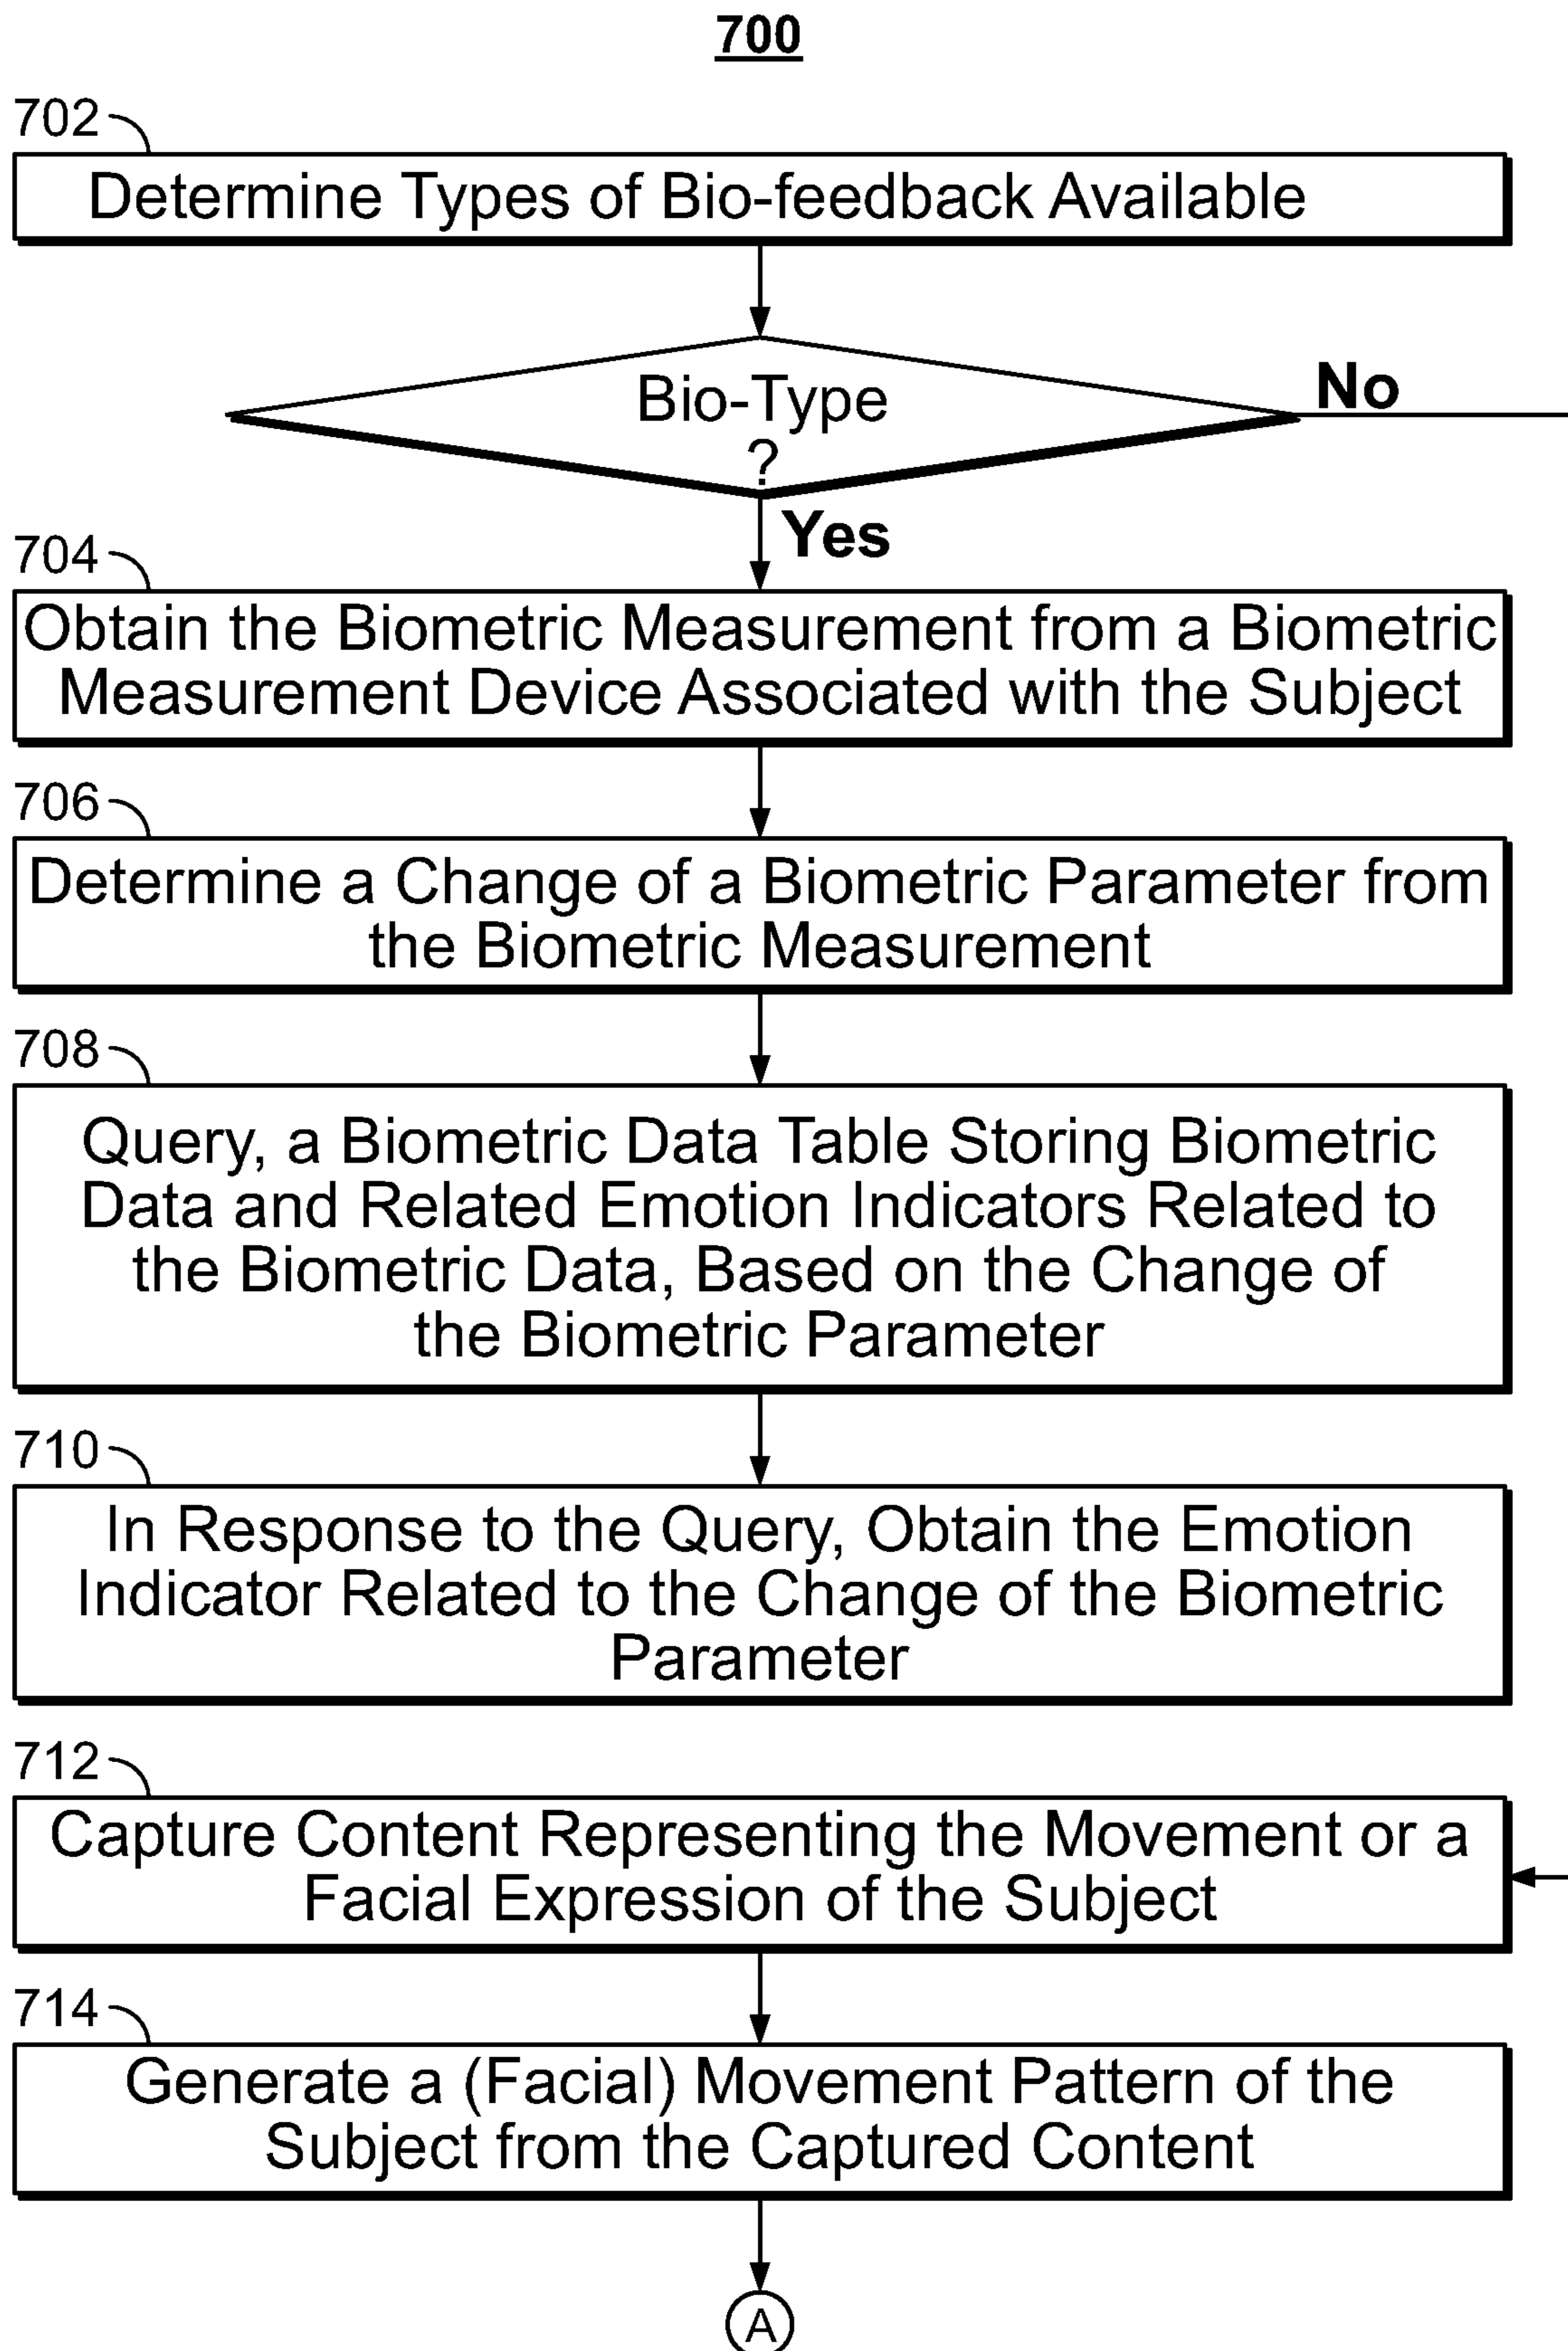 700
702
Determine Types of Bio-feedback Available
Bio-Type
?
No
Yes
704
Obtain the Biometric Measurement from a Biometric
Measurement Device Associated with the Subject
706
Determine a Change of a Biometric Parameter from
the Biometric Measurement
708
Query, a Biometric Data Table Storing Biometric
Data and Related Emotion Indicators Related to
the Biometric Data, Based on the Change of
the Biometric Parameter
710
In Response to the Query, Obtain the Emotion
Indicator Related to the Change of the Biometric
Parameter
712
Capture Content Representing the Movement or a
Facial Expression of the Subject
714
Generate a (Facial) Movement Pattern of the
Subject from the Captured Content
A